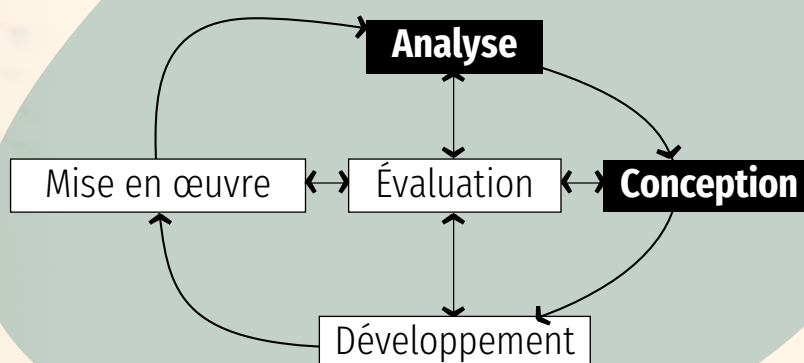 Analyse
Mise en œuvre
Évaluation
Conception
Développement